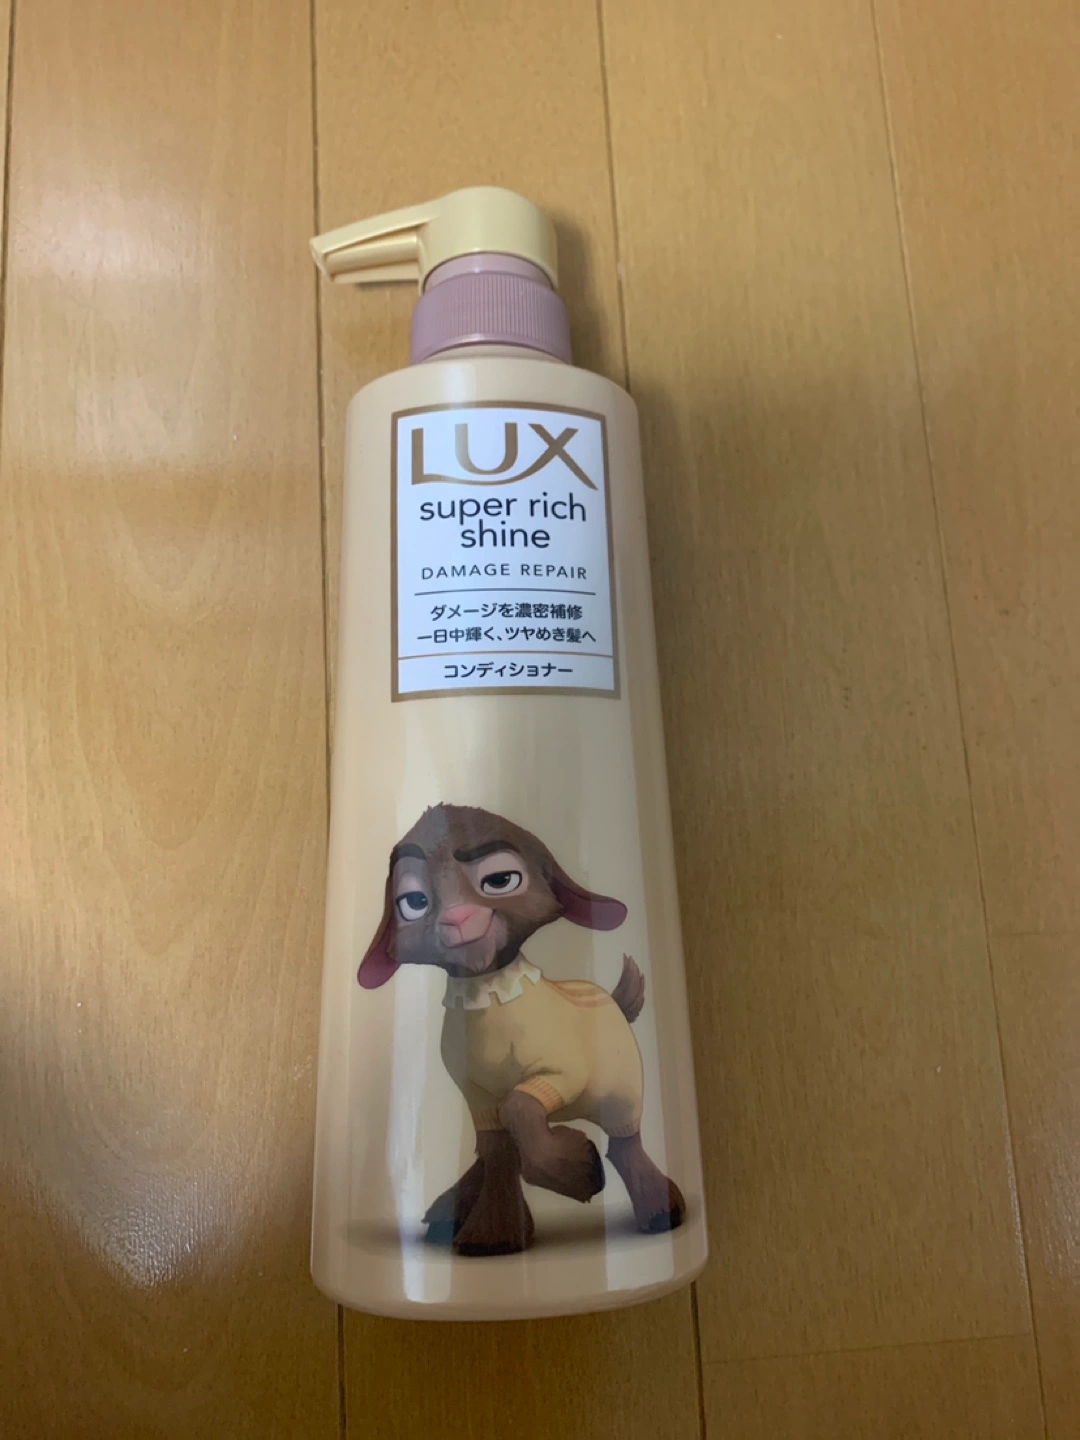 LUX
super rich
shine
DAMAGE REPAIR
ダメージを濃密補修
一日中輝く、ツヤめき髪へ
コンディショナー